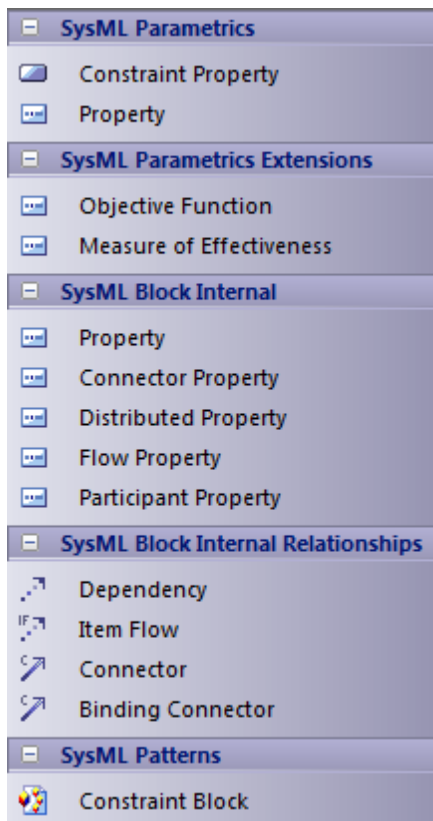 SysML Parametrics
Constraint Property
Property
SysML Parametrics Extensions
Objective Function
Measure of Effectiveness
SysML Block Internal
Property
Connector Property
Distributed Property
Flow Property
Participant Property
SysML Block Internal Relationships
Dependency
IF Item Flow
C Connector
C Binding Connector
SysML Patterns
Constraint Block